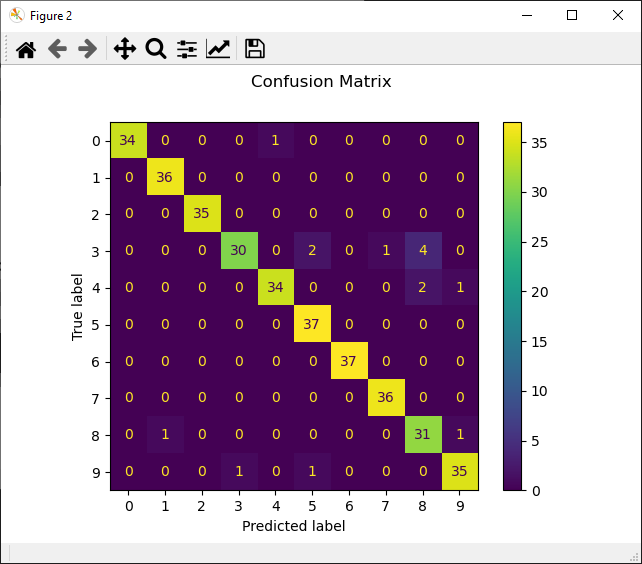 Figure 2
Confusion Matrix
0 34 0 0 0 1 0 0 0 0 0
1 0 36 0 0 0 0 0 0 0 0
2 0 0 35 0 0 0 0 0 0 0
3 0 0 0 30 0 2 0 1 4 0
4 0 0 0 0 34 0 0 0 2 1
5 0 0 0 0 0 37 0 0 0 0
6 0 0 0 0 0 0 37 0 0 0
7 0 0 0 0 0 0 0 36 0 0
8 0 1 0 0 0 0 0 0 31 1
9 0 0 0 1 0 1 0 0 0 35
0 1 2 3 4 5 6 7 8 9
True label
Predicted label
35
30
25
20
15
10
5
0